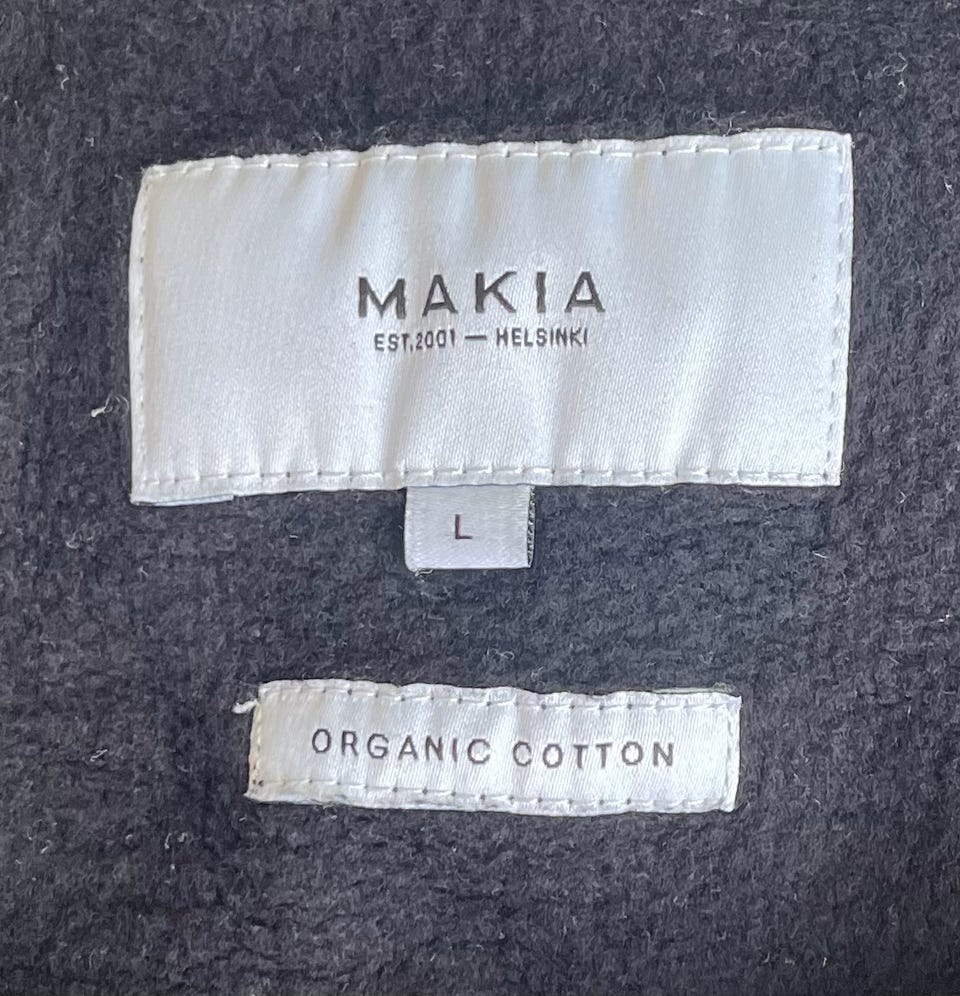 MAKIA
EST.2001 — HELSINKI
L
ORGANIC COTTON